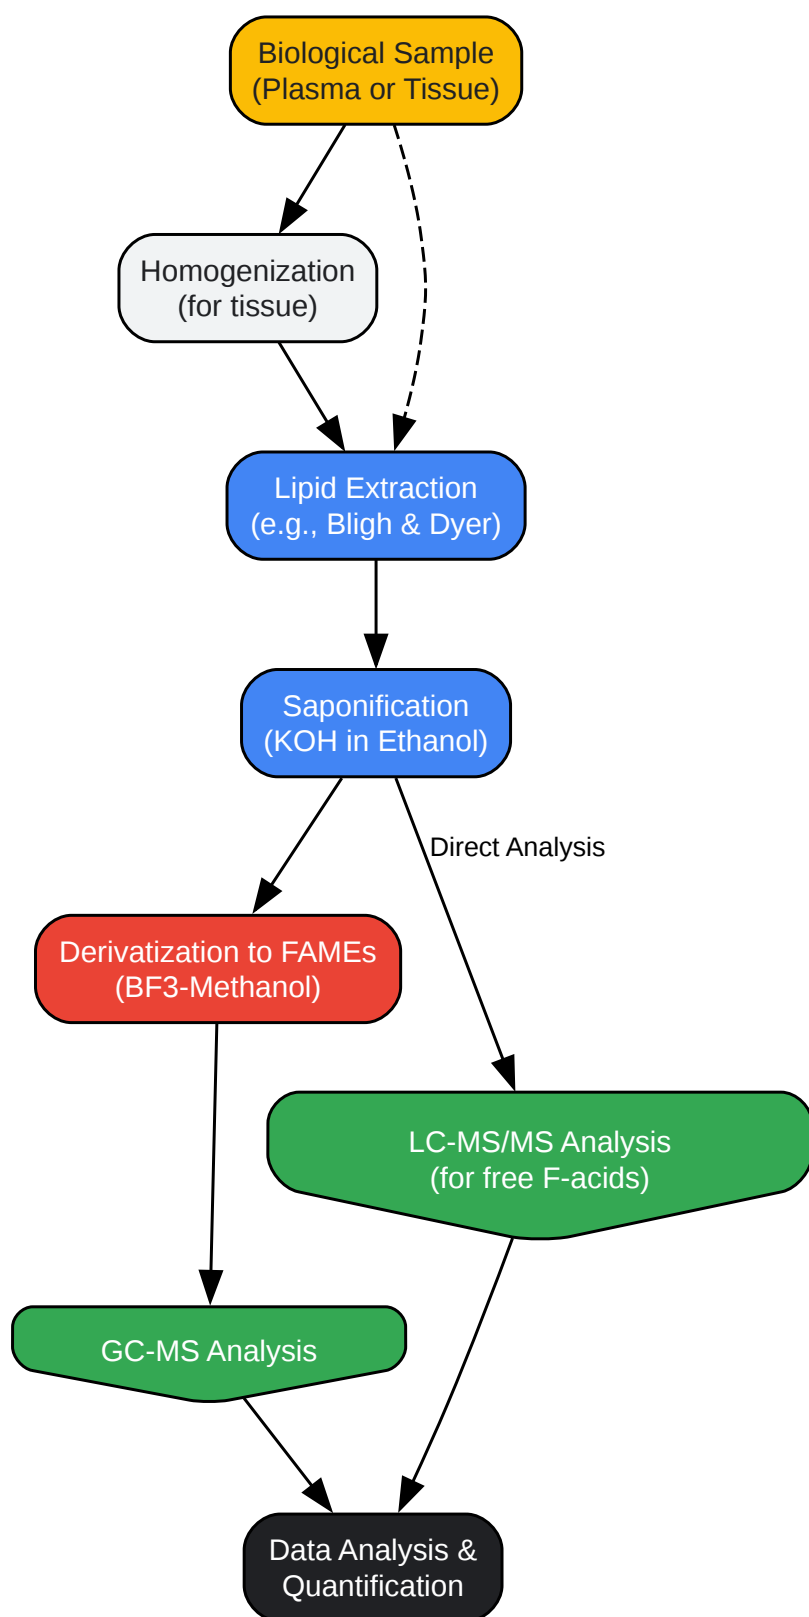 Biological Sample
(Plasma or Tissue)
Homogenization
(for tissue)
Lipid Extraction
(e.g., Bligh & Dyer)
Saponification
(KOH in Ethanol)
Direct Analysis
Derivatization to FAMEs
(BF3-Methanol)
LC-MS/MS Analysis
(for free F-acids)
GC-MS Analysis
Data Analysis &
Quantification